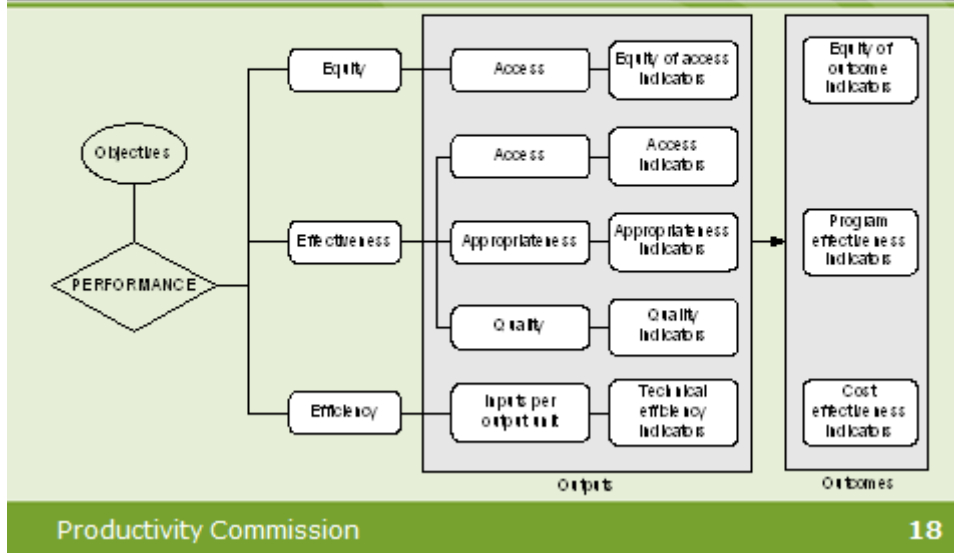 Objectives
PERFORMANCE
Equity
Access
Equity of access
indicators
Effectiveness
Access
Access
indicators
Appropriateness
Appropriateness
indicators
Quality
Quality
indicators
Efficiency
Inputs per
output unit
Technical
efficiency
indicators
Outputs
Equity of
outcome
indicators
Program
effectiveness
indicators
Cost
effectiveness
indicators
Outcomes
Productivity Commission
18